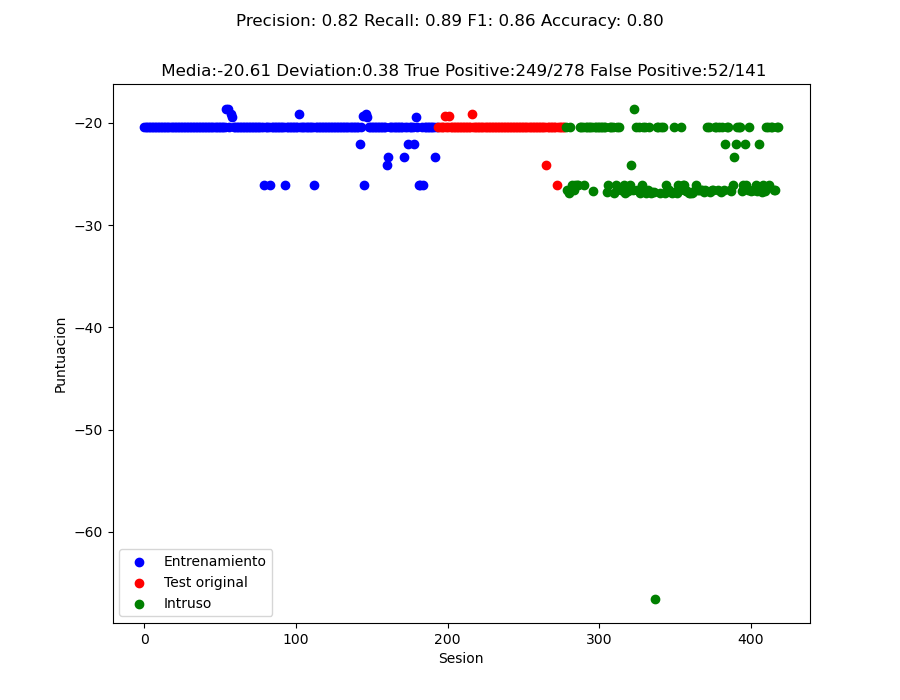 Precision: 0.82 Recall: 0.89 F1: 0.86 Accuracy: 0.80
Media:-20.61 Deviation:0.38 True Positive:249/278 False Positive:52/141
−20
−30
−40
−50
−60
Puntuacion
Entrenamiento
Test original
Intruso
0
100
200
300
400
Sesion